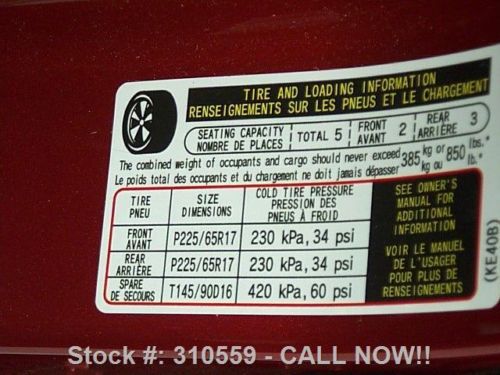 TIRE AND LOADING INFORMATION
RENSEIGNEMENTS SUR LES PNEUS ET LE CHARGEMENT
SEATING CAPACITY
NOMBRE DE PLACES
TOTAL 5
FRONT
AVANT
2
REAR
ARRIÈRE
3
The combined weight of occupants and cargo should never exceed 385 kg or 850 lbs.
Le poids total des occupants et du chargement ne doit jamais dépasser 385 kg ou 850 lb.
TIRE
PNEU
SIZE
DIMENSIONS
COLD TIRE PRESSURE
PRESSION DES
PNEUS À FROID
FRONT
AVANT
P225/65R17
230 kPa, 34 psi
REAR
ARRIÈRE
P225/65R17
230 kPa, 34 psi
SPARE
DE SECOURS
T145/90D16
420 kPa, 60 psi
SEE OWNER'S
MANUAL FOR
ADDITIONAL
INFORMATION
VOIR LE MANUEL
DE L'USAGER
POUR PLUS DE
RENSEIGNEMENTS
(KE40B)
Stock #: 310559 - CALL NOW!!